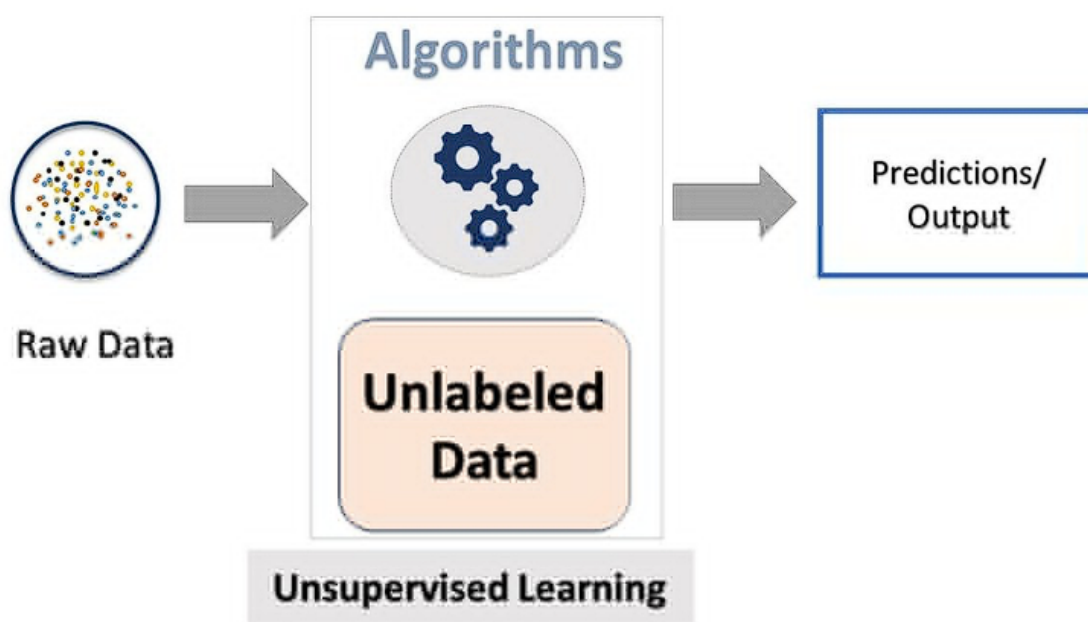 Algorithms
Raw Data
Predictions/
Output
Unlabeled
Data
Unsupervised Learning